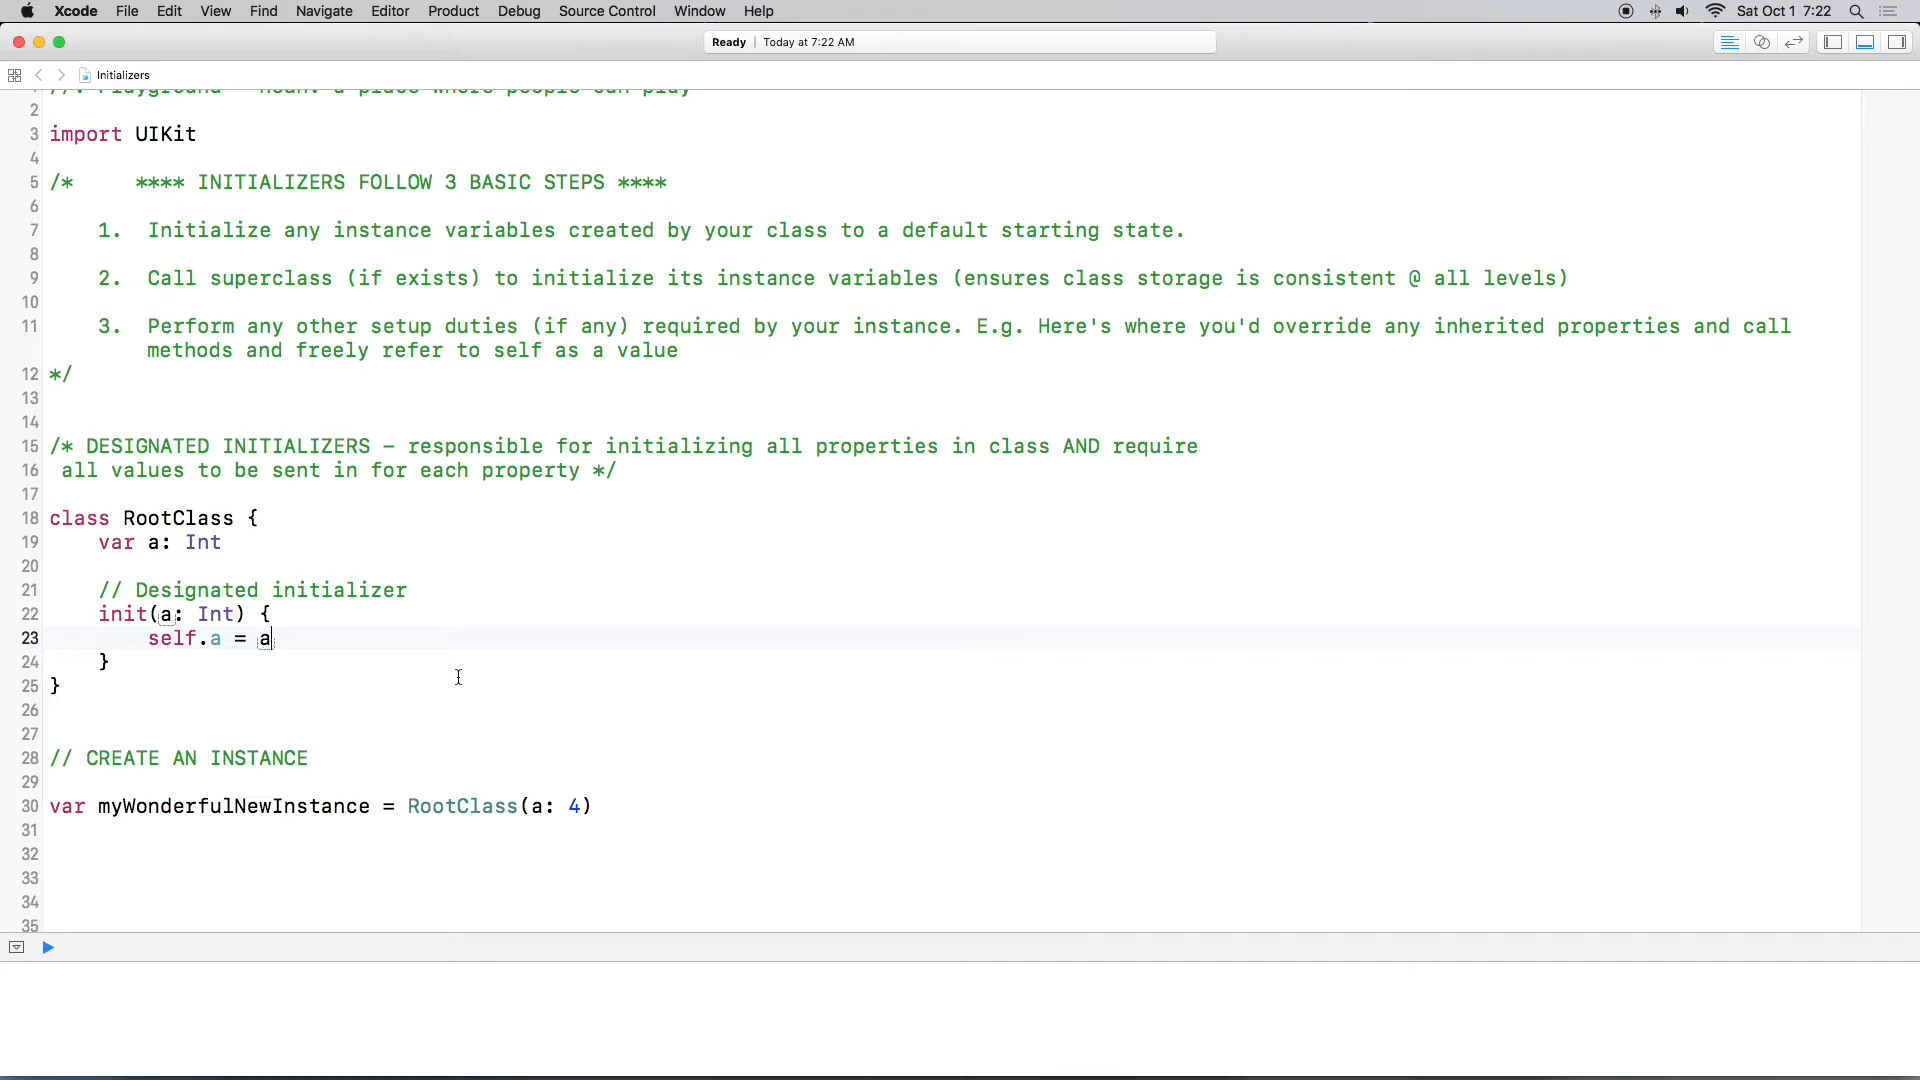 Xcode File Edit View Find Navigate Editor Product Debug Source Control Window Help Sat Oct 1 7:22
Ready | Today at 7:22 AM
Initializers
//: Playground - noun: a place where people can play
2
3 import UIKit
4
5 /* **** INITIALIZERS FOLLOW 3 BASIC STEPS ****
6
7 1. Initialize any instance variables created by your class to a default starting state.
8
9 2. Call superclass (if exists) to initialize its instance variables (ensures class storage is consistent @ all levels)
10
11 3. Perform any other setup duties (if any) required by your instance. E.g. Here's where you'd override any inherited properties and call
methods and freely refer to self as a value
12 */
13
14
15 /* DESIGNATED INITIALIZERS – responsible for initializing all properties in class AND require
16 all values to be sent in for each property */
17
18 class RootClass {
19 var a: Int
20
21 // Designated initializer
22 init(a: Int) {
23 self.a = a
24 }
25 }
26
27
28 // CREATE AN INSTANCE
29
30 var myWonderfulNewInstance = RootClass(a: 4)
31
32
33
34
35